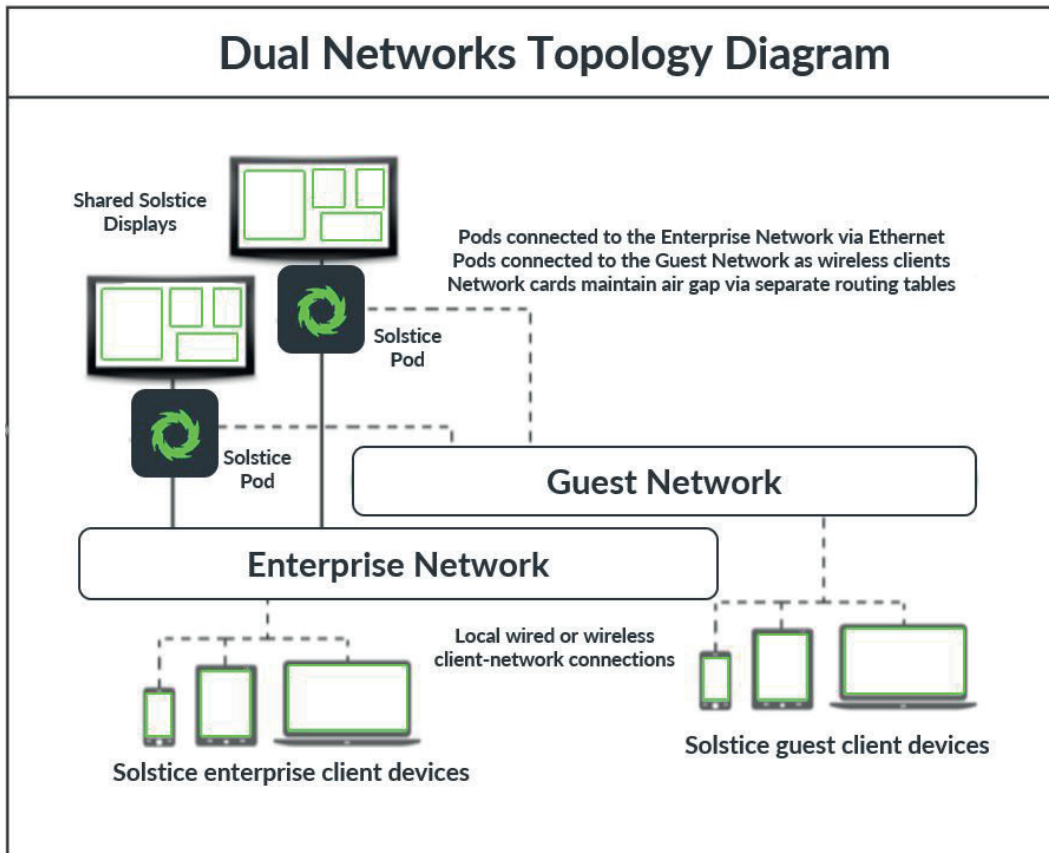 Dual Networks Topology Diagram
Shared Solstice
Displays
Pods connected to the Enterprise Network via Ethernet
Pods connected to the Guest Network as wireless clients
Network cards maintain air gap via separate routing tables
Solstice
Pod
Solstice
Pod
Guest Network
Enterprise Network
Local wired or wireless
client-network connections
Solstice enterprise client devices
Solstice guest client devices